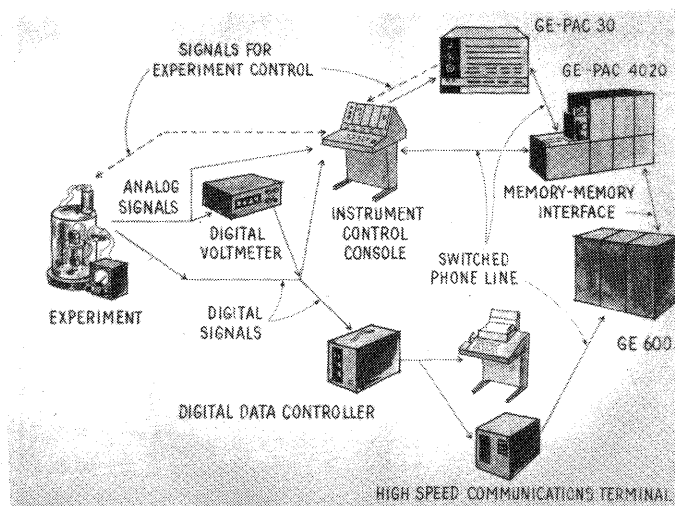 GE-PAC 30
SIGNALS FOR
EXPERIMENT CONTROL
GE-PAC 4020
ANALOG
SIGNALS
DIGITAL
VOLTMETER
INSTRUMENT
CONTROL
CONSOLE
MEMORY-MEMORY
INTERFACE
SWITCHED
PHONE LINE
EXPERIMENT
DIGITAL
SIGNALS
GE 600
DIGITAL DATA CONTROLLER
HIGH SPEED COMMUNICATIONS TERMINAL